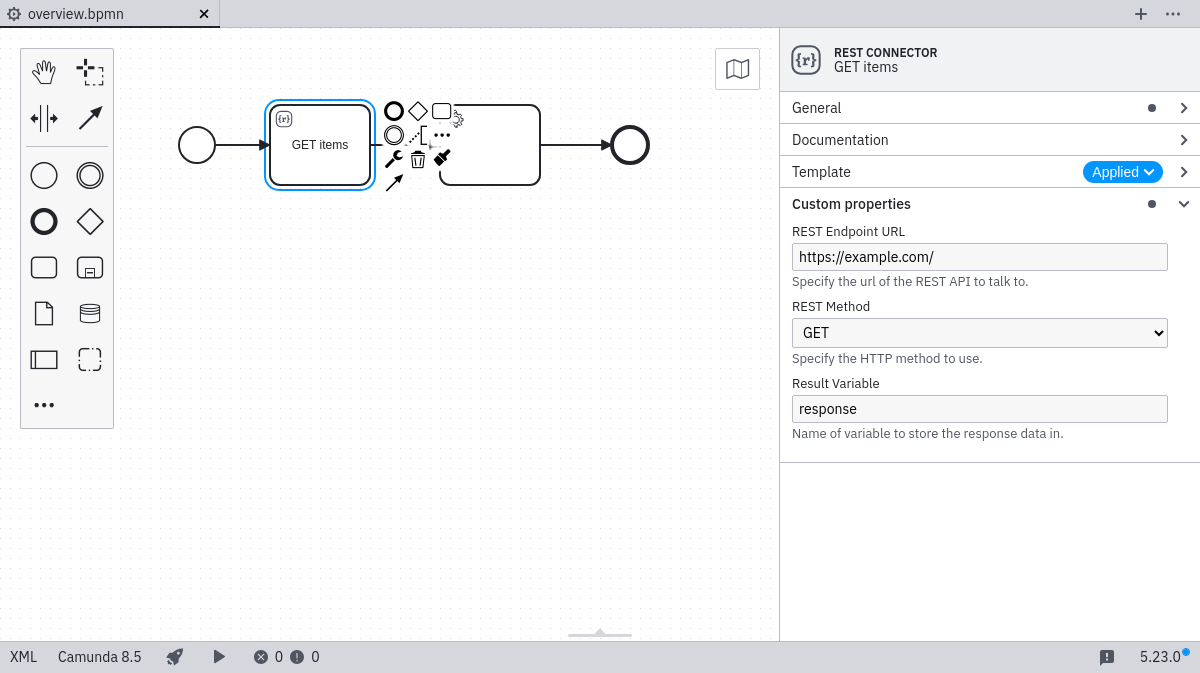 overview.bpmn
{r}
GET items
{r}
REST CONNECTOR
GET items
General
Documentation
Template
Applied
Custom properties
REST Endpoint URL
https://example.com/
Specify the url of the REST API to talk to.
REST Method
GET
Specify the HTTP method to use.
Result Variable
response
Name of variable to store the response data in.
XML
Camunda 8.5
0
0
5.23.0